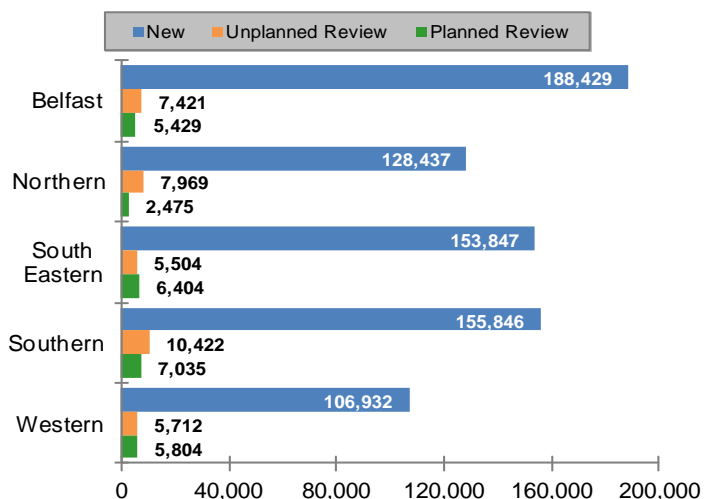 New Unplanned Review Planned Review
Belfast
188,429
7,421
5,429
Northern
128,437
7,969
2,475
South
Eastern
153,847
5,504
6,404
Southern
155,846
10,422
7,035
Western
106,932
5,712
5,804
0 40,000 80,000 120,000 160,000 200,000